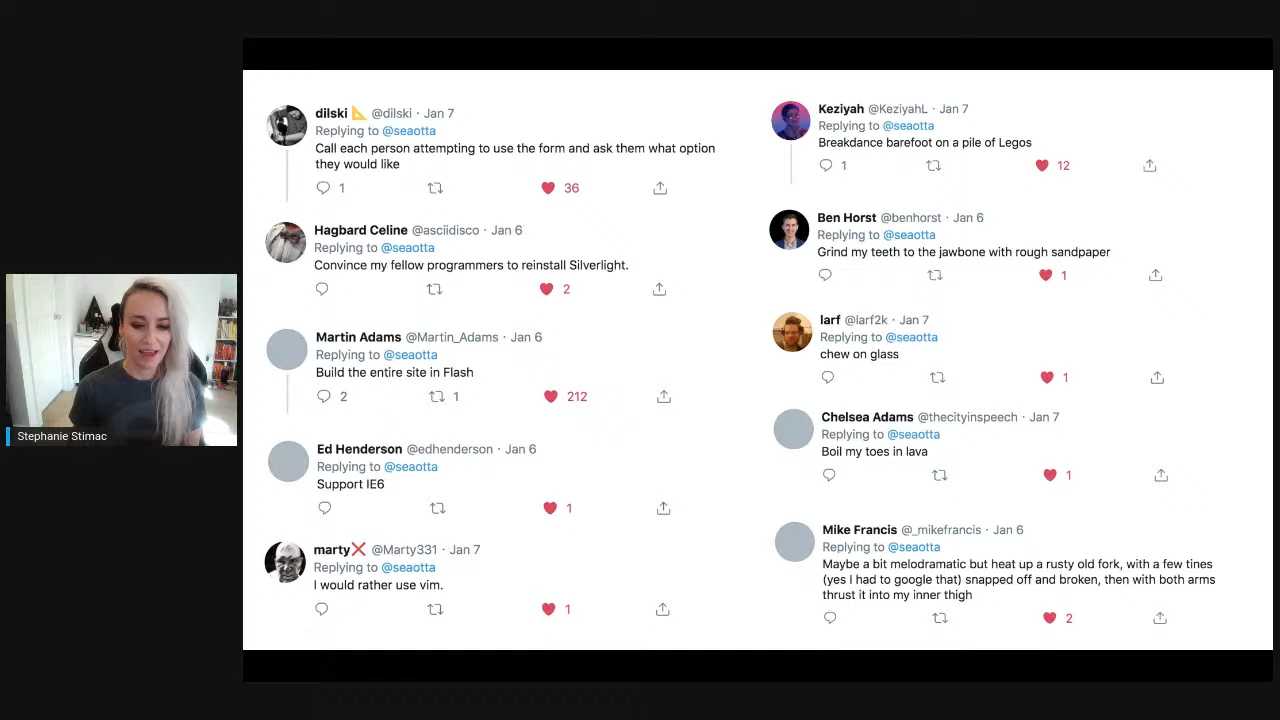 dilski @dilski · Jan 7
Replying to @seaotta
Call each person attempting to use the form and ask them what option
they would like
1 36
Hagbard Celine @asciidisco · Jan 6
Replying to @seaotta
Convince my fellow programmers to reinstall Silverlight.
2
Martin Adams @Martin_Adams · Jan 6
Replying to @seaotta
Build the entire site in Flash
2 1 212
Ed Henderson @edhenderson · Jan 6
Replying to @seaotta
Support IE6
1
marty❌ @Marty331 · Jan 7
Replying to @seaotta
I would rather use vim.
1
Keziyah @KeziyahL · Jan 7
Replying to @seaotta
Breakdance barefoot on a pile of Legos
1 12
Ben Horst @benhorst · Jan 6
Replying to @seaotta
Grind my teeth to the jawbone with rough sandpaper
1
larf @larf2k · Jan 7
Replying to @seaotta
chew on glass
1
Chelsea Adams @thecityinspeech · Jan 7
Replying to @seaotta
Boil my toes in lava
1
Mike Francis @_mikefrancis · Jan 6
Replying to @seaotta
Maybe a bit melodramatic but heat up a rusty old fork, with a few tines
(yes I had to google that) snapped off and broken, then with both arms
thrust it into my inner thigh
2
Stephanie Stimac